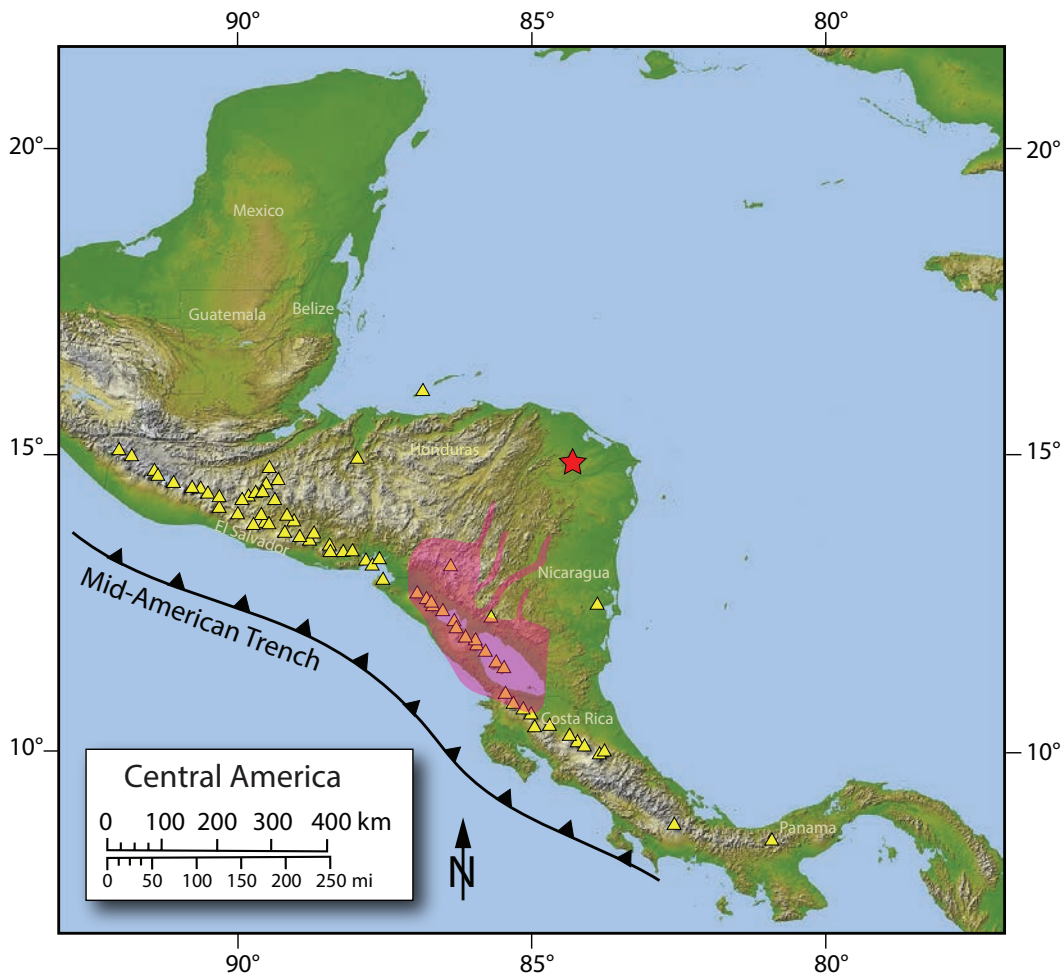 90°
85°
80°
20°
20°
Mexico
Guatemala
Belize
15°
Honduras
15°
El Salvador
Nicaragua
Mid-American Trench
Costa Rica
10°
10°
Panama
Central America
0 100 200 300 400 km
0 50 100 150 200 250 mi
N
90°
85°
80°